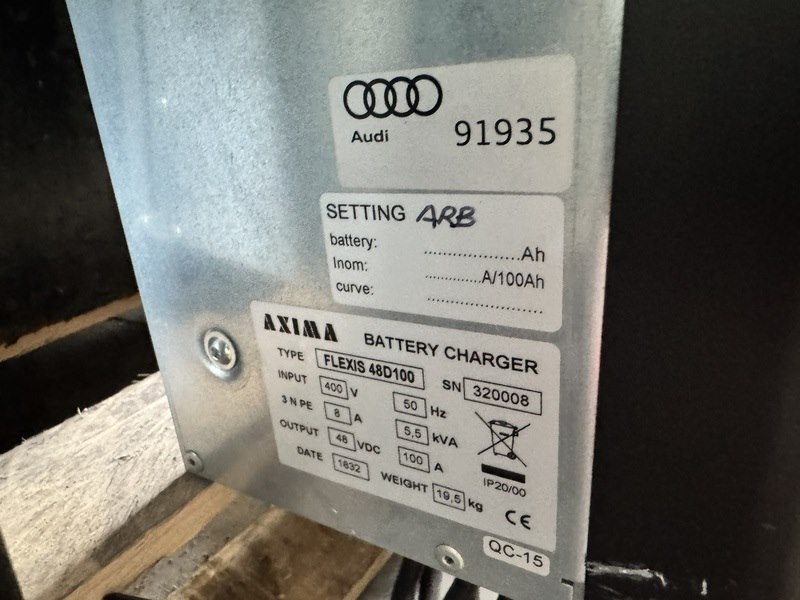 Audi
91935
SETTING ARB
battery: ....................Ah
Inom: ..............A/100Ah
curve: .............................
AXIMA BATTERY CHARGER
TYPE FLEXIS 48D100 SN 320008
INPUT 400 V 50 Hz
3 N PE 8 A 5,5 kVA
OUTPUT 48 VDC 100 A
DATE 1832 WEIGHT 19,5 kg
IP20/00
CE
QC-15